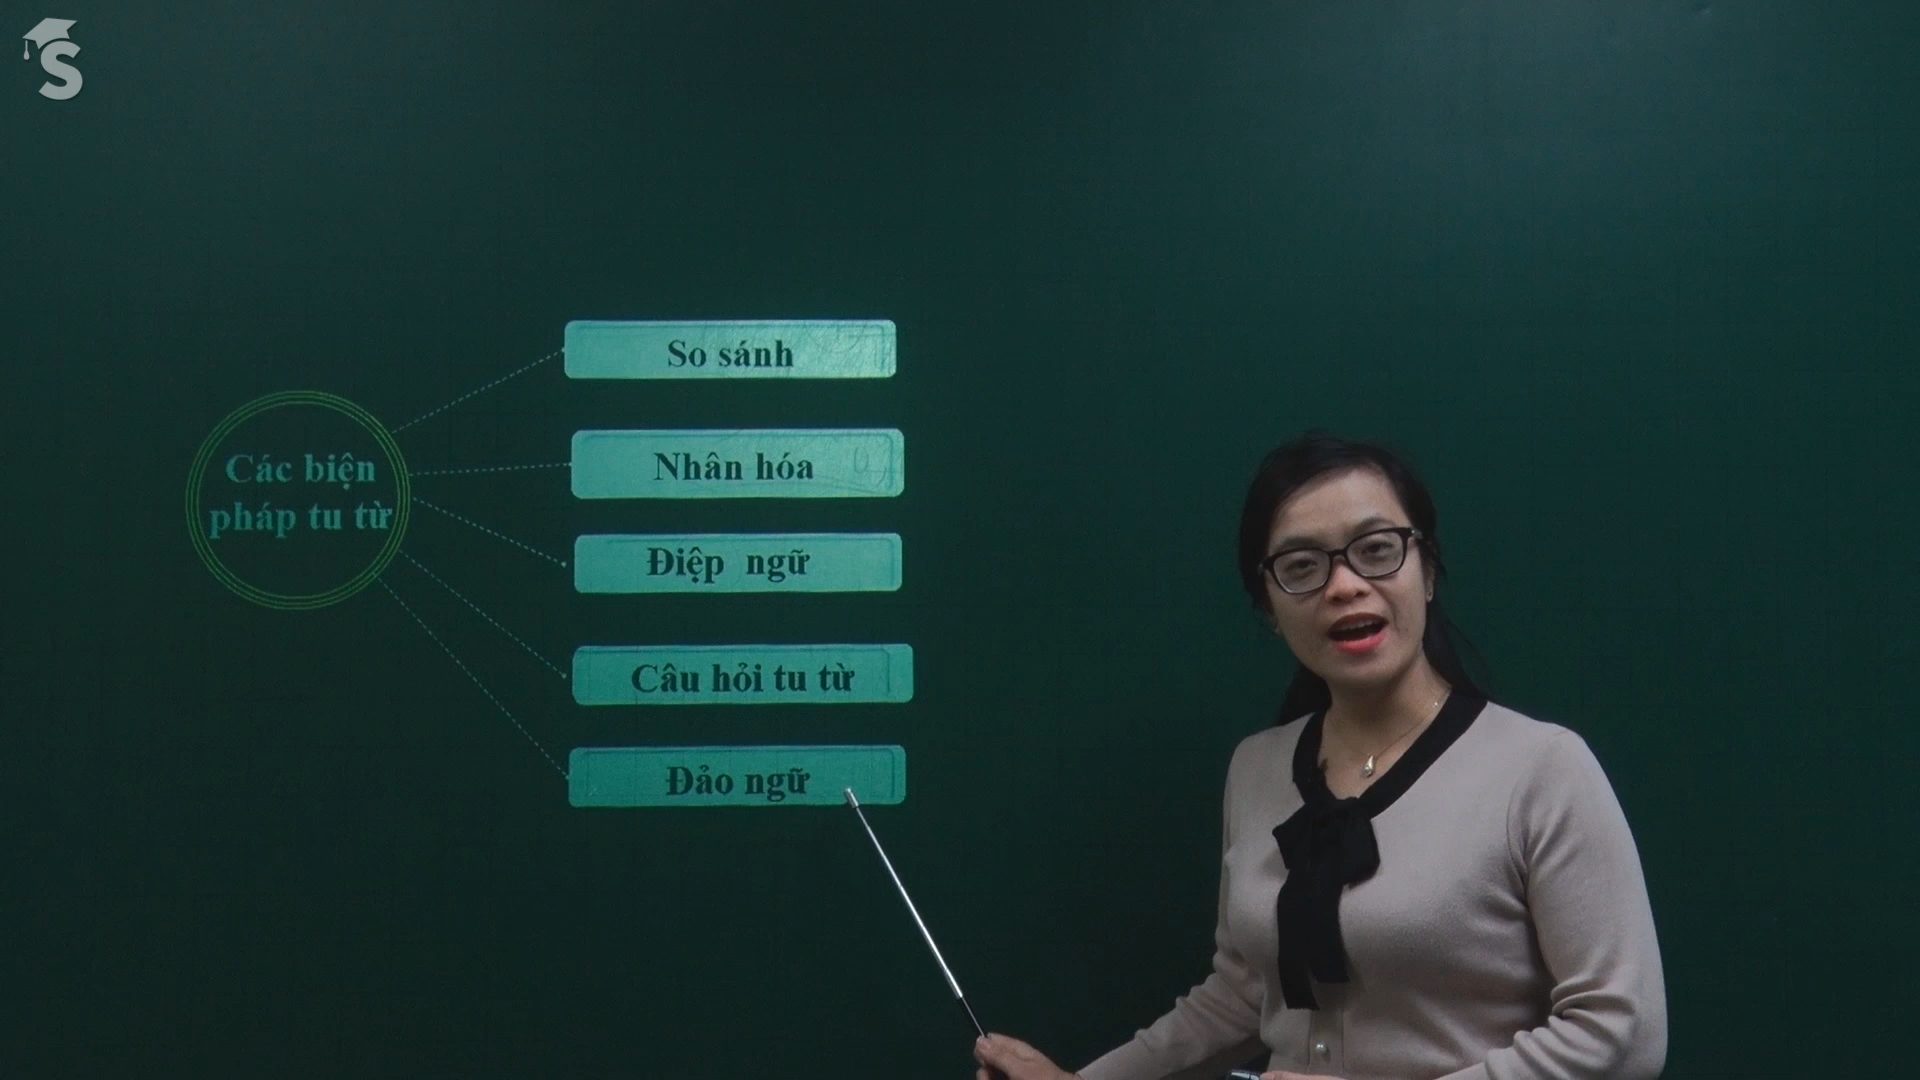 S
Các biện
pháp tu từ
So sánh
Nhân hóa
Điệp ngữ
Câu hỏi tu từ
Đảo ngữ